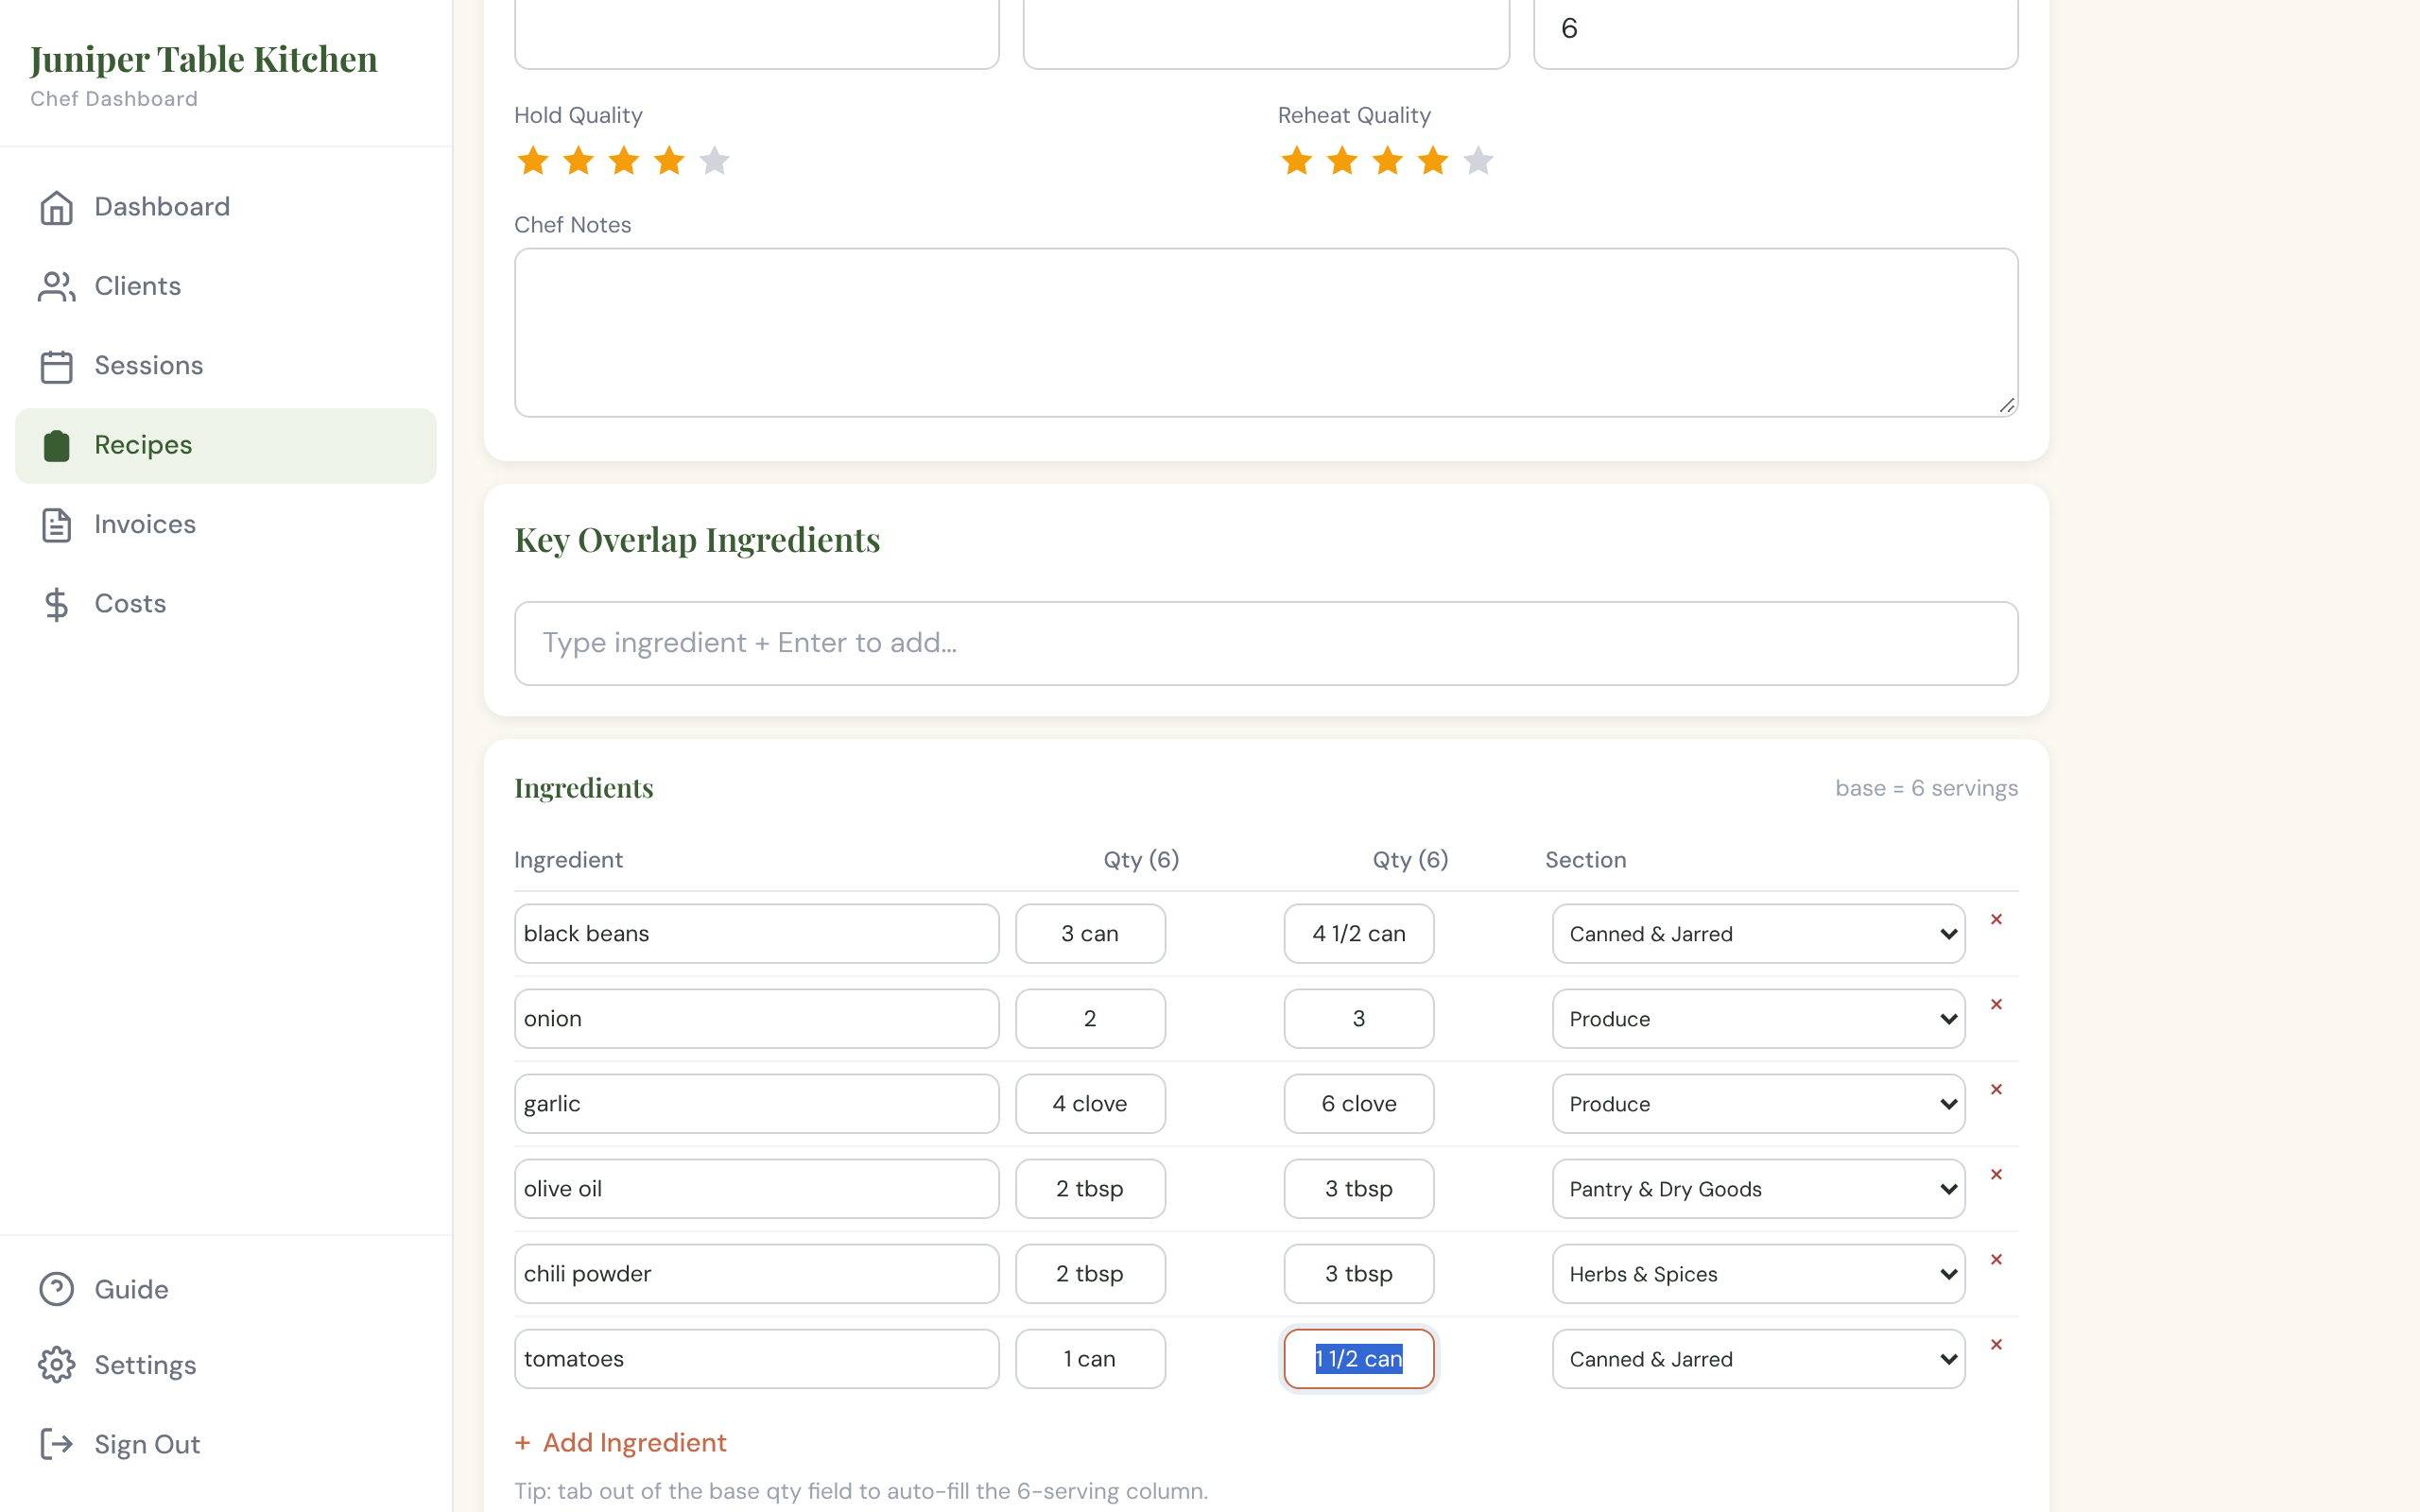 Juniper Table Kitchen
Chef Dashboard
Dashboard
Clients
Sessions
Recipes
Invoices
Costs
Guide
Settings
Sign Out
6
Hold Quality Reheat Quality
Chef Notes
Key Overlap Ingredients
Type ingredient + Enter to add...
Ingredients base = 6 servings
Ingredient Qty (6) Qty (6) Section
black beans 3 can 4 1/2 can Canned & Jarred ×
onion 2 3 Produce ×
garlic 4 clove 6 clove Produce ×
olive oil 2 tbsp 3 tbsp Pantry & Dry Goods ×
chili powder 2 tbsp 3 tbsp Herbs & Spices ×
tomatoes 1 can 1 1/2 can Canned & Jarred ×
+ Add Ingredient
Tip: tab out of the base qty field to auto-fill the 6-serving column.